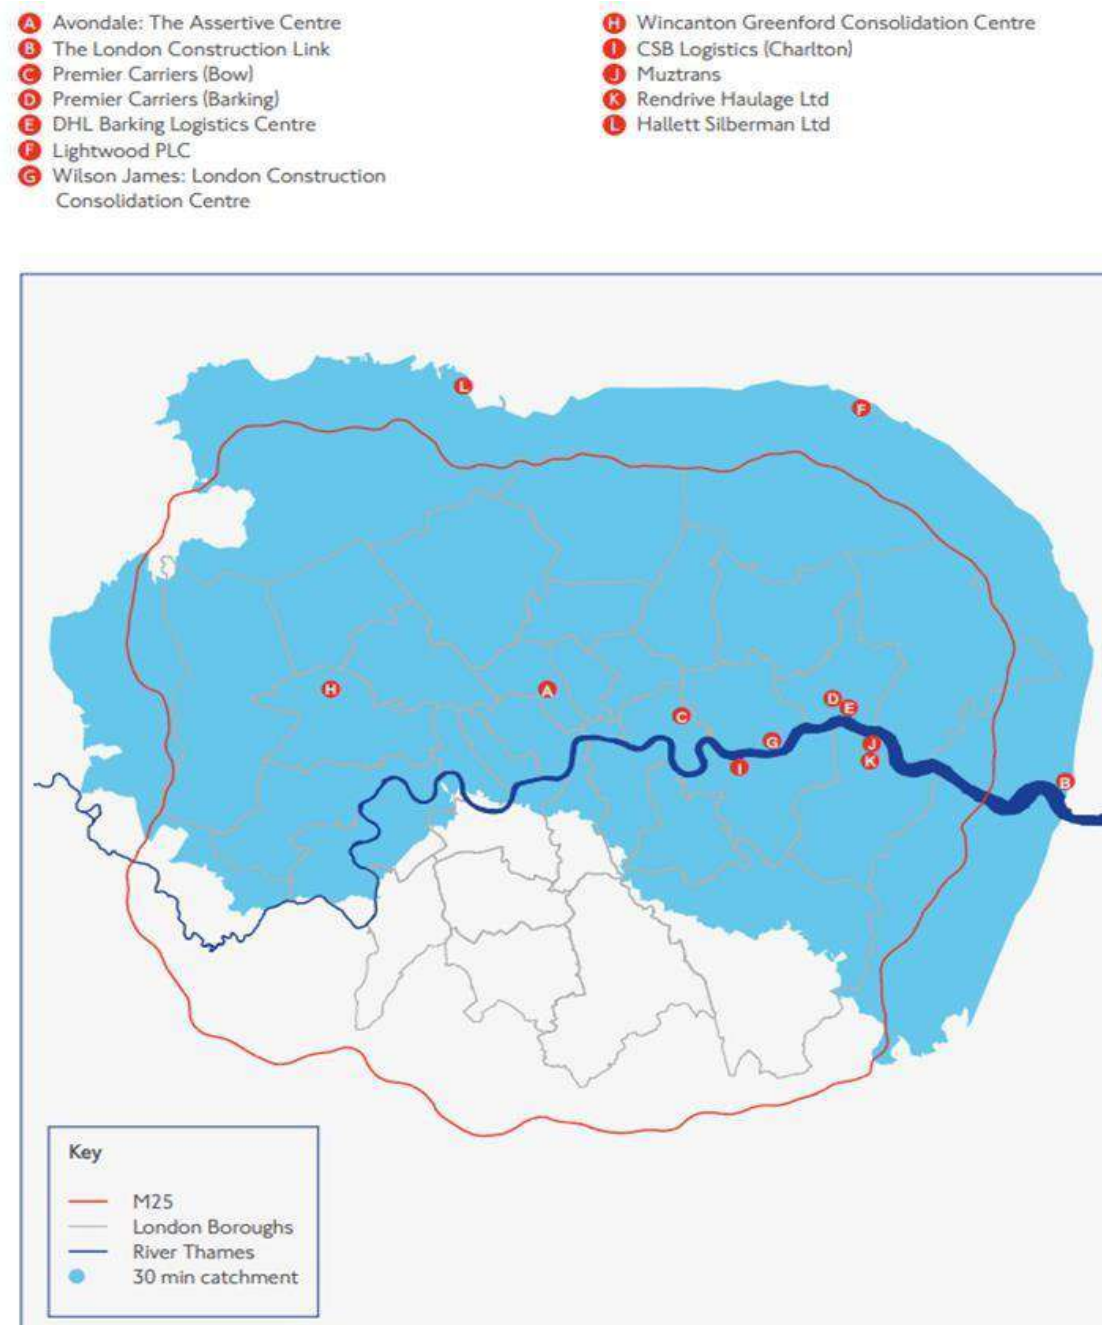 A Avondale: The Assertive Centre
B The London Construction Link
C Premier Carriers (Bow)
D Premier Carriers (Barking)
E DHL Barking Logistics Centre
F Lightwood PLC
G Wilson James: London Construction
Consolidation Centre
H Wincanton Greenford Consolidation Centre
I CSB Logistics (Charlton)
J Muztrans
K Rendrive Haulage Ltd
L Hallett Silberman Ltd
L
F
H
A
D
E
C
G
J
I
K
B
Key
M25
London Boroughs
River Thames
30 min catchment